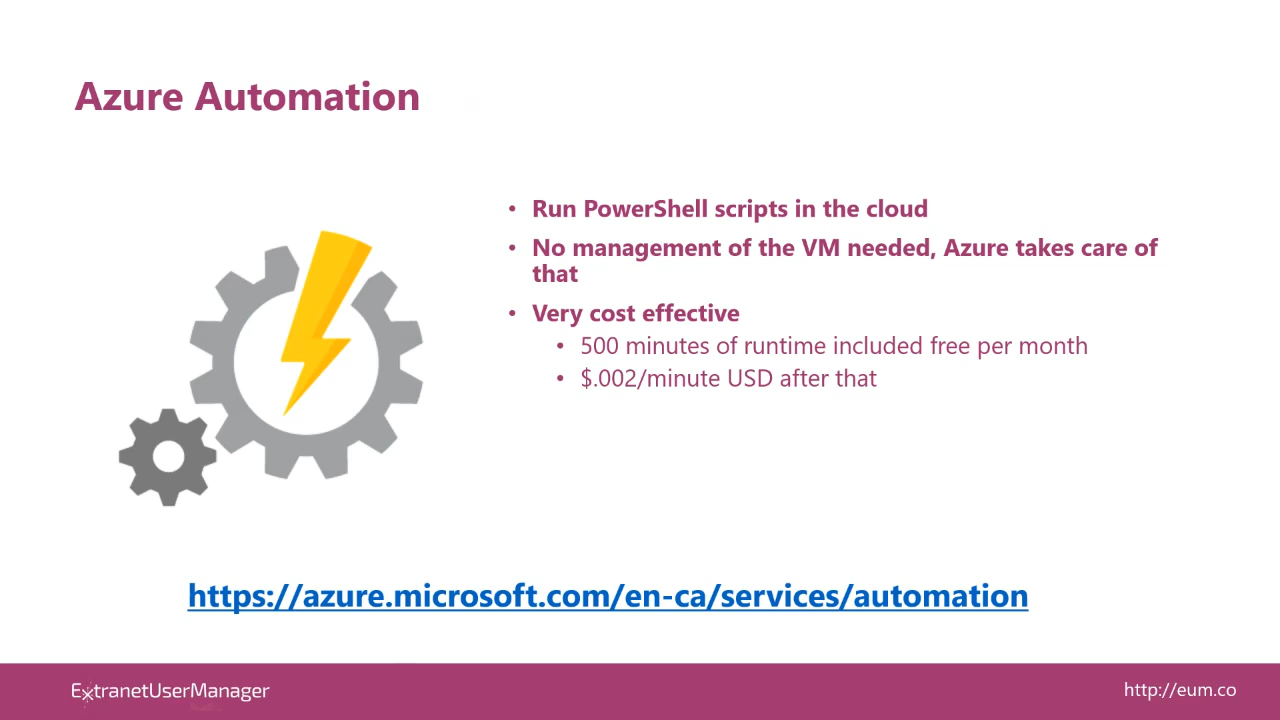 Azure Automation
• Run PowerShell scripts in the cloud
• No management of the VM needed, Azure takes care of
that
• Very cost effective
• 500 minutes of runtime included free per month
• $.002/minute USD after that
https://azure.microsoft.com/en-ca/services/automation
ExtranetUserManager
http://eum.co